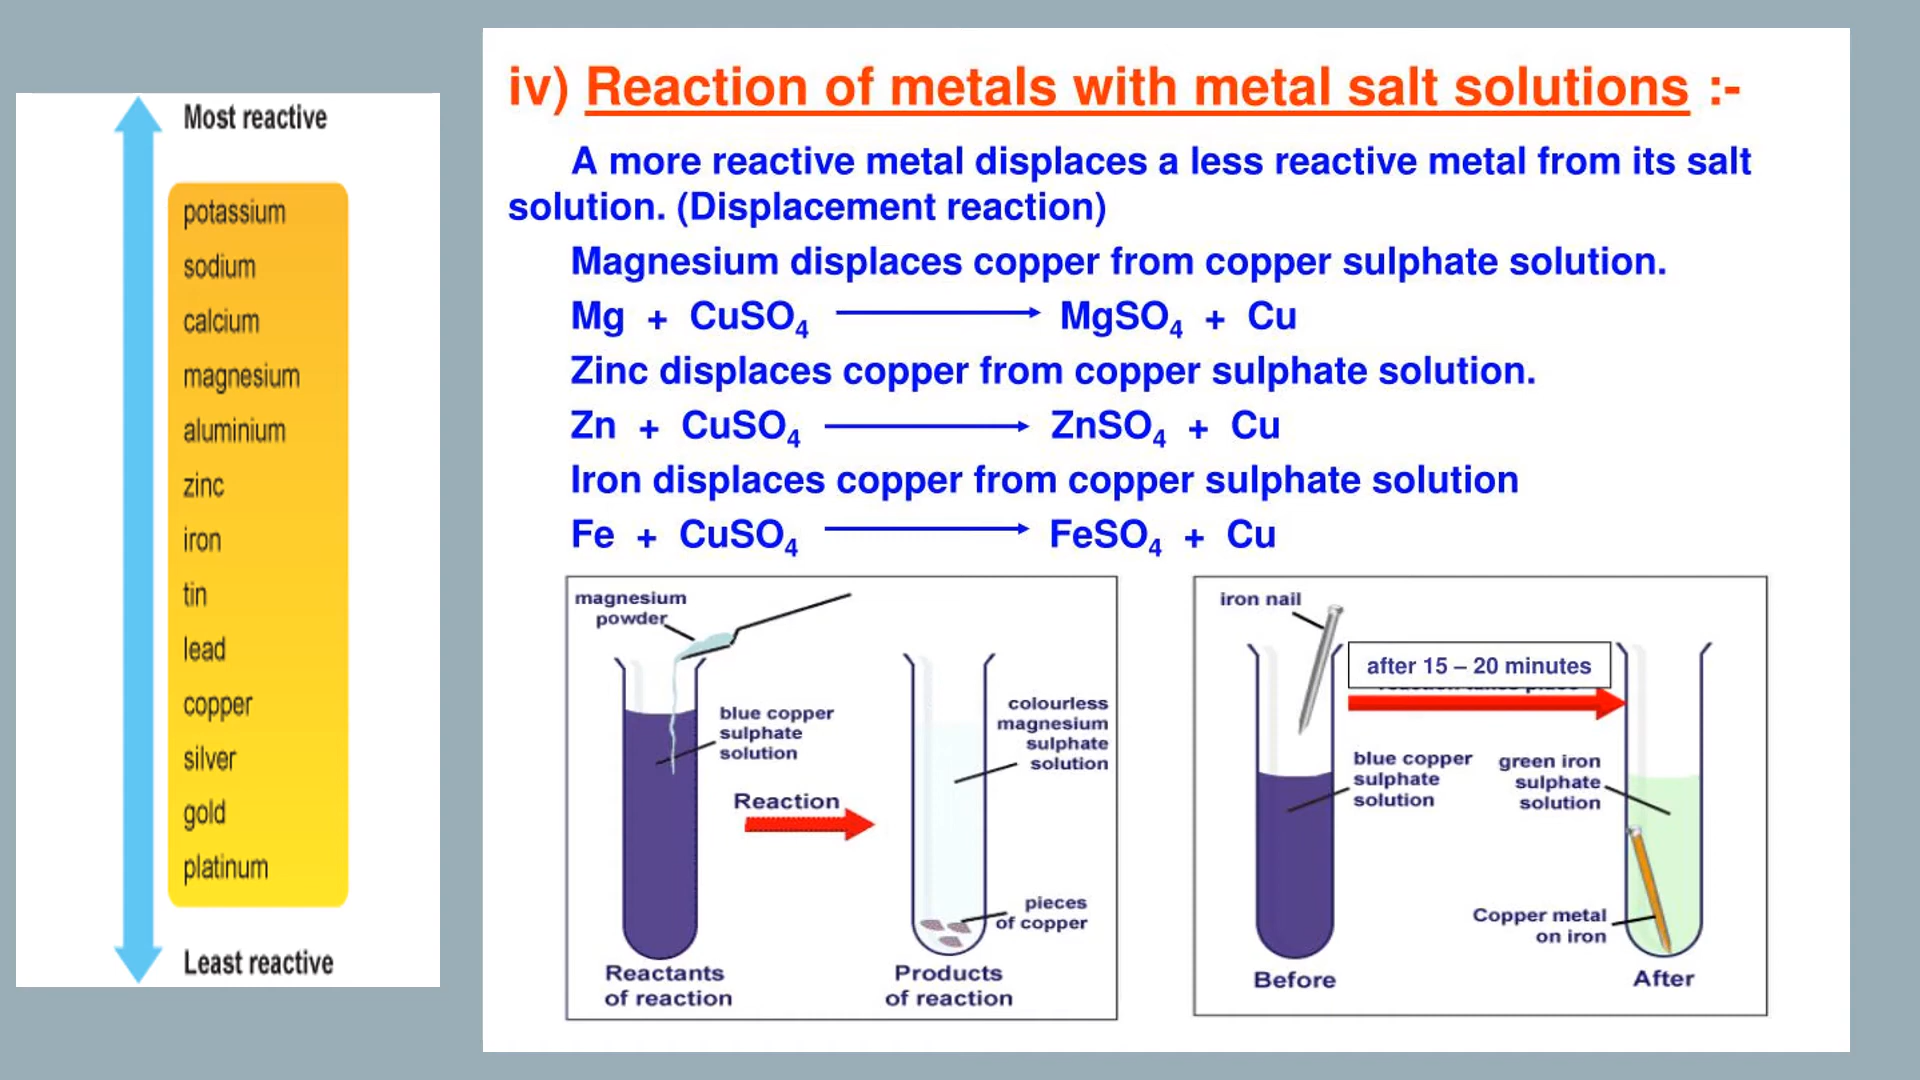 Most reactive
potassium
sodium
calcium
magnesium
aluminium
zinc
iron
tin
lead
copper
silver
gold
platinum
Least reactive
iv) Reaction of metals with metal salt solutions :-
A more reactive metal displaces a less reactive metal from its salt
solution. (Displacement reaction)
Magnesium displaces copper from copper sulphate solution.
Mg + CuSO₄ ⟶ MgSO₄ + Cu
Zinc displaces copper from copper sulphate solution.
Zn + CuSO₄ ⟶ ZnSO₄ + Cu
Iron displaces copper from copper sulphate solution
Fe + CuSO₄ ⟶ FeSO₄ + Cu
magnesium
powder
blue copper
sulphate
solution
Reaction
colourless
magnesium
sulphate
solution
pieces
of copper
Reactants
of reaction
Products
of reaction
iron nail
after 15 – 20 minutes
blue copper
sulphate
solution
green iron
sulphate
solution
Copper metal
on iron
Before
After